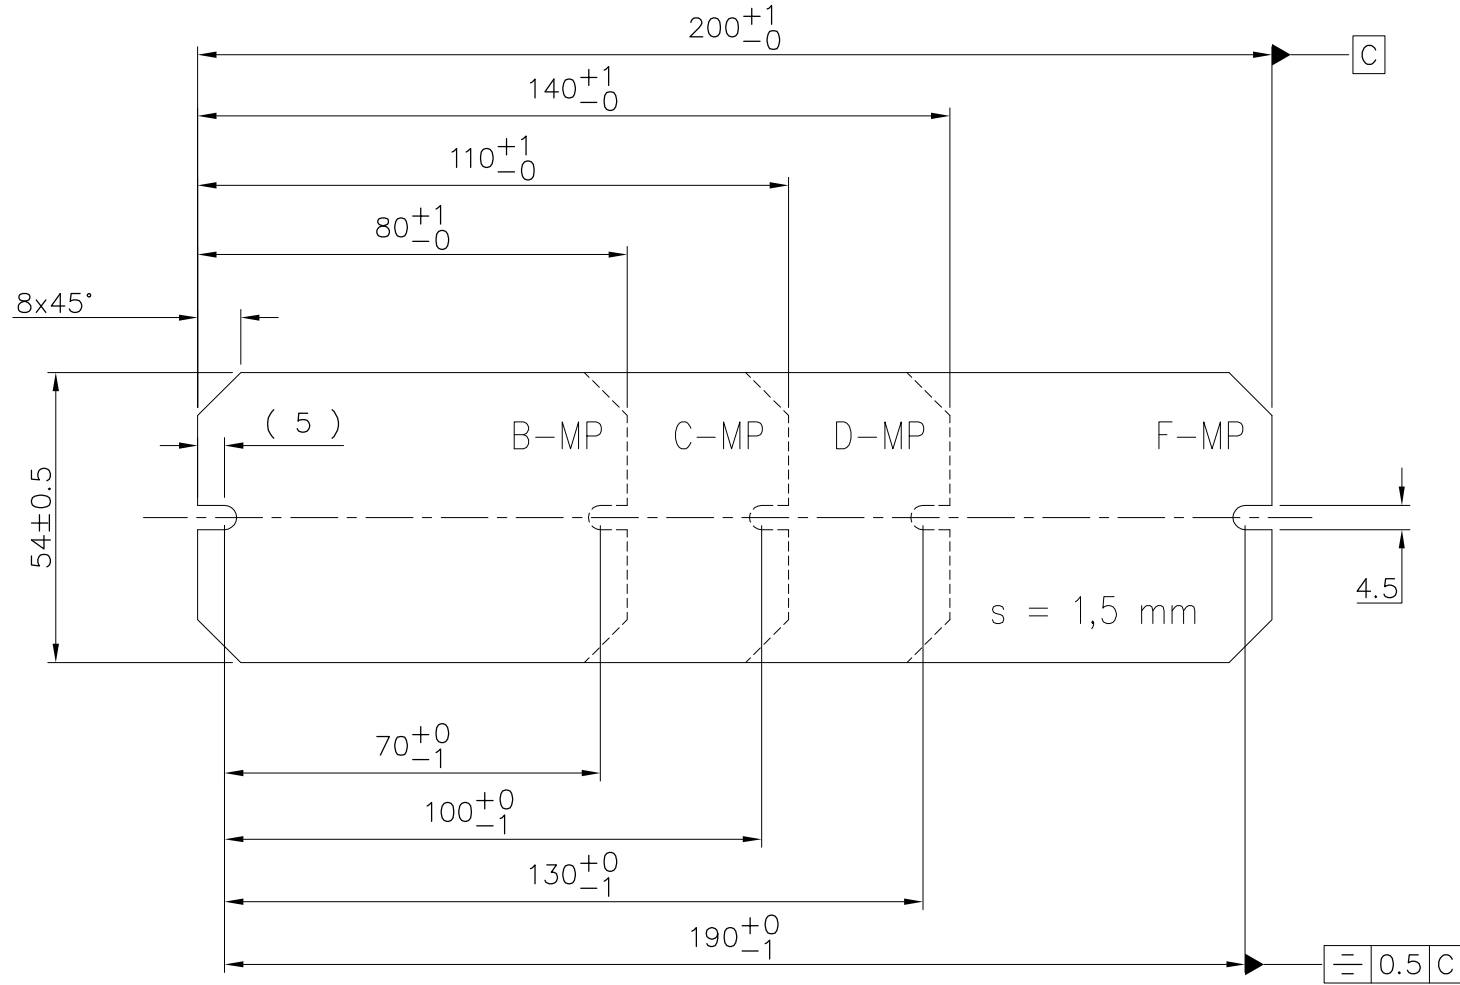 200 +1 -0
C
140 +1 -0
110 +1 -0
80 +1 -0
8x45°
( 5 )
B-MP C-MP D-MP F-MP
54±0.5
4.5
s = 1,5 mm
70 +0 -1
100 +0 -1
130 +0 -1
190 +0 -1
⌯ 0.5 C